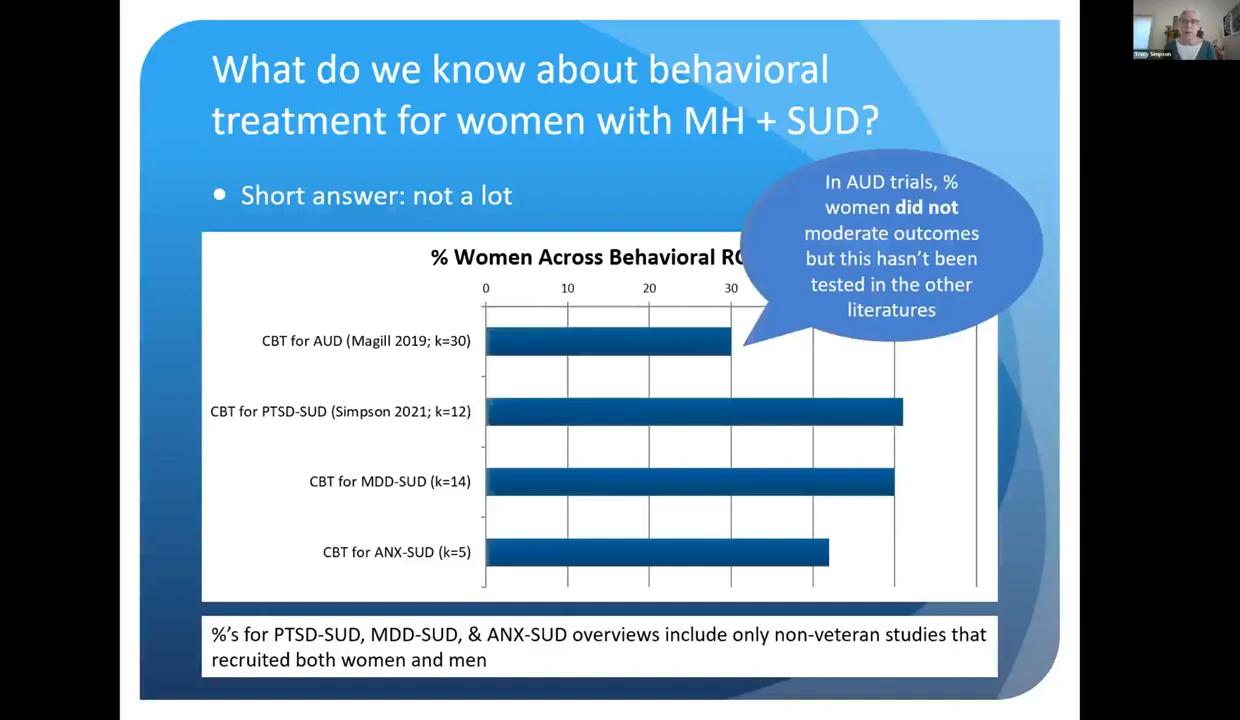 What do we know about behavioral
treatment for women with MH + SUD?
Short answer: not a lot
In AUD trials, %
women did not
moderate outcomes
but this hasn't been
tested in the other
literatures
% Women Across Behavioral
0 10 20 30
CBT for AUD (Magill 2019; k=30)
CBT for PTSD-SUD (Simpson 2021; k=12)
CBT for MDD-SUD (k=14)
CBT for ANX-SUD (k=5)
%'s for PTSD-SUD, MDD-SUD, & ANX-SUD overviews include only non-veteran studies that
recruited both women and men
Tracy Simpson